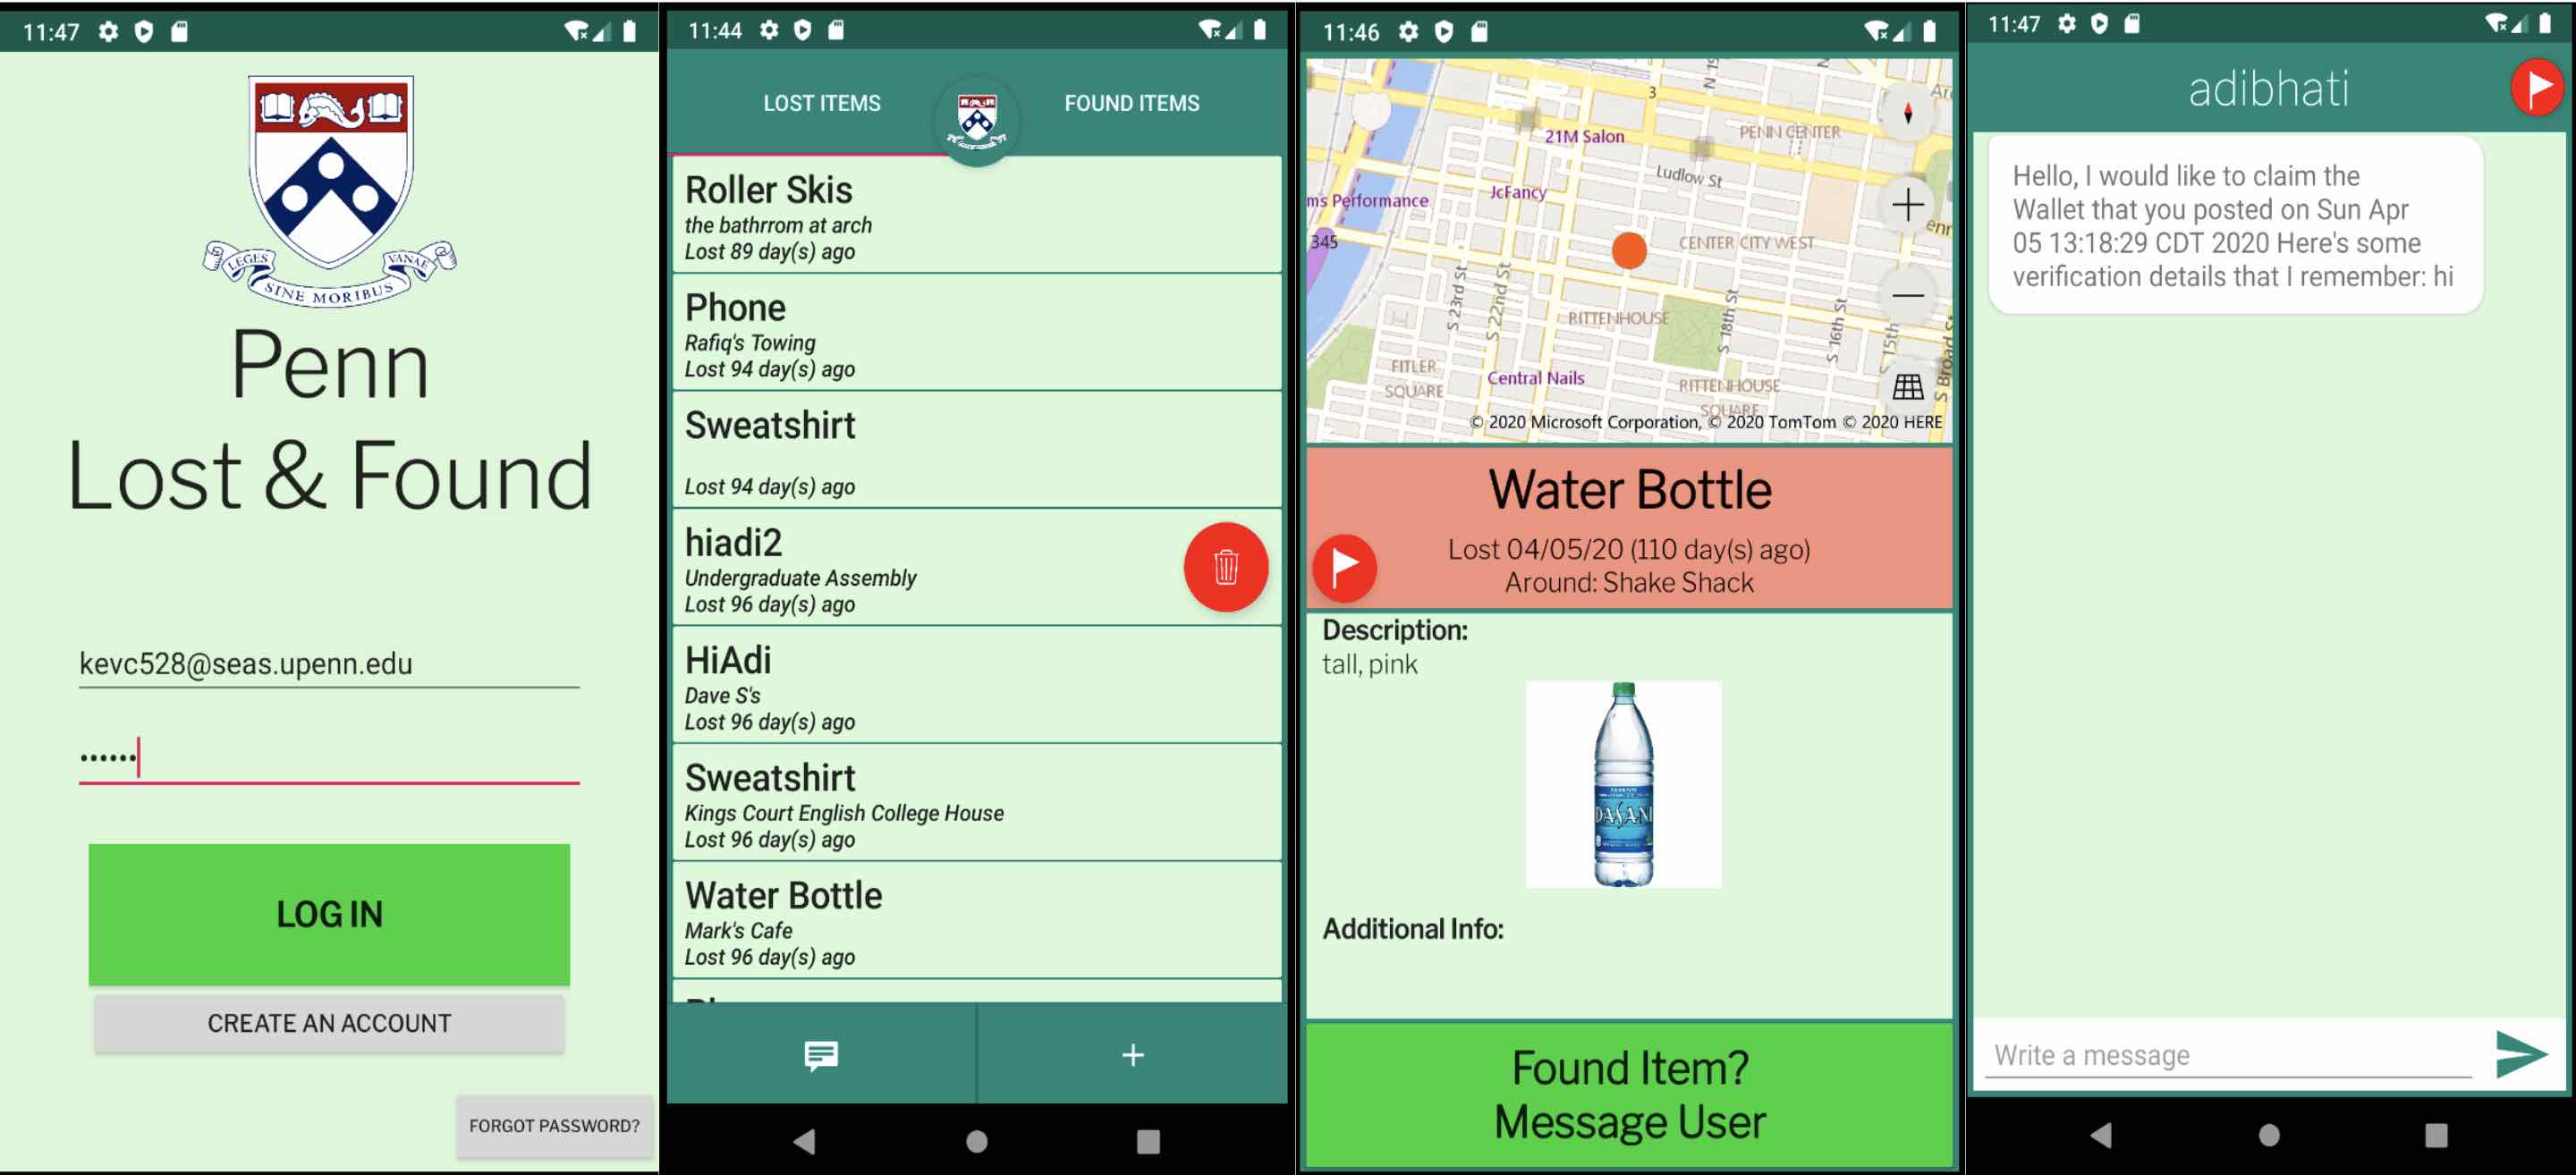 11:47
LEGES
VANAE
SINE MORIBUS
Penn
Lost & Found
kevc528@seas.upenn.edu
••••••
LOG IN
CREATE AN ACCOUNT
FORGOT PASSWORD?
11:44
LOST ITEMS
FOUND ITEMS
Roller Skis
the bathrrom at arch
Lost 89 day(s) ago
Phone
Rafiq's Towing
Lost 94 day(s) ago
Sweatshirt
Lost 94 day(s) ago
hiadi2
Undergraduate Assembly
Lost 96 day(s) ago
HiAdi
Dave S's
Lost 96 day(s) ago
Sweatshirt
Kings Court English College House
Lost 96 day(s) ago
Water Bottle
Mark's Cafe
Lost 96 day(s) ago
11:46
3
21M Salon
PENN CENTER
Ludlow St
JcFancy
ms Performance
345
CENTER CITY WEST
S 23rd St
S 22nd St
RITTENHOUSE
S 18th St
S 16th St
S 15th
S Broad St
FITLER
SQUARE
Central Nails
RITTENHOUSE
SQUARE
© 2020 Microsoft Corporation, © 2020 TomTom © 2020 HERE
Water Bottle
Lost 04/05/20 (110 day(s) ago)
Around: Shake Shack
Description:
tall, pink
DASANI
Additional Info:
Found Item?
Message User
11:47
adibhati
Hello, I would like to claim the
Wallet that you posted on Sun Apr
05 13:18:29 CDT 2020 Here's some
verification details that I remember: hi
Write a message